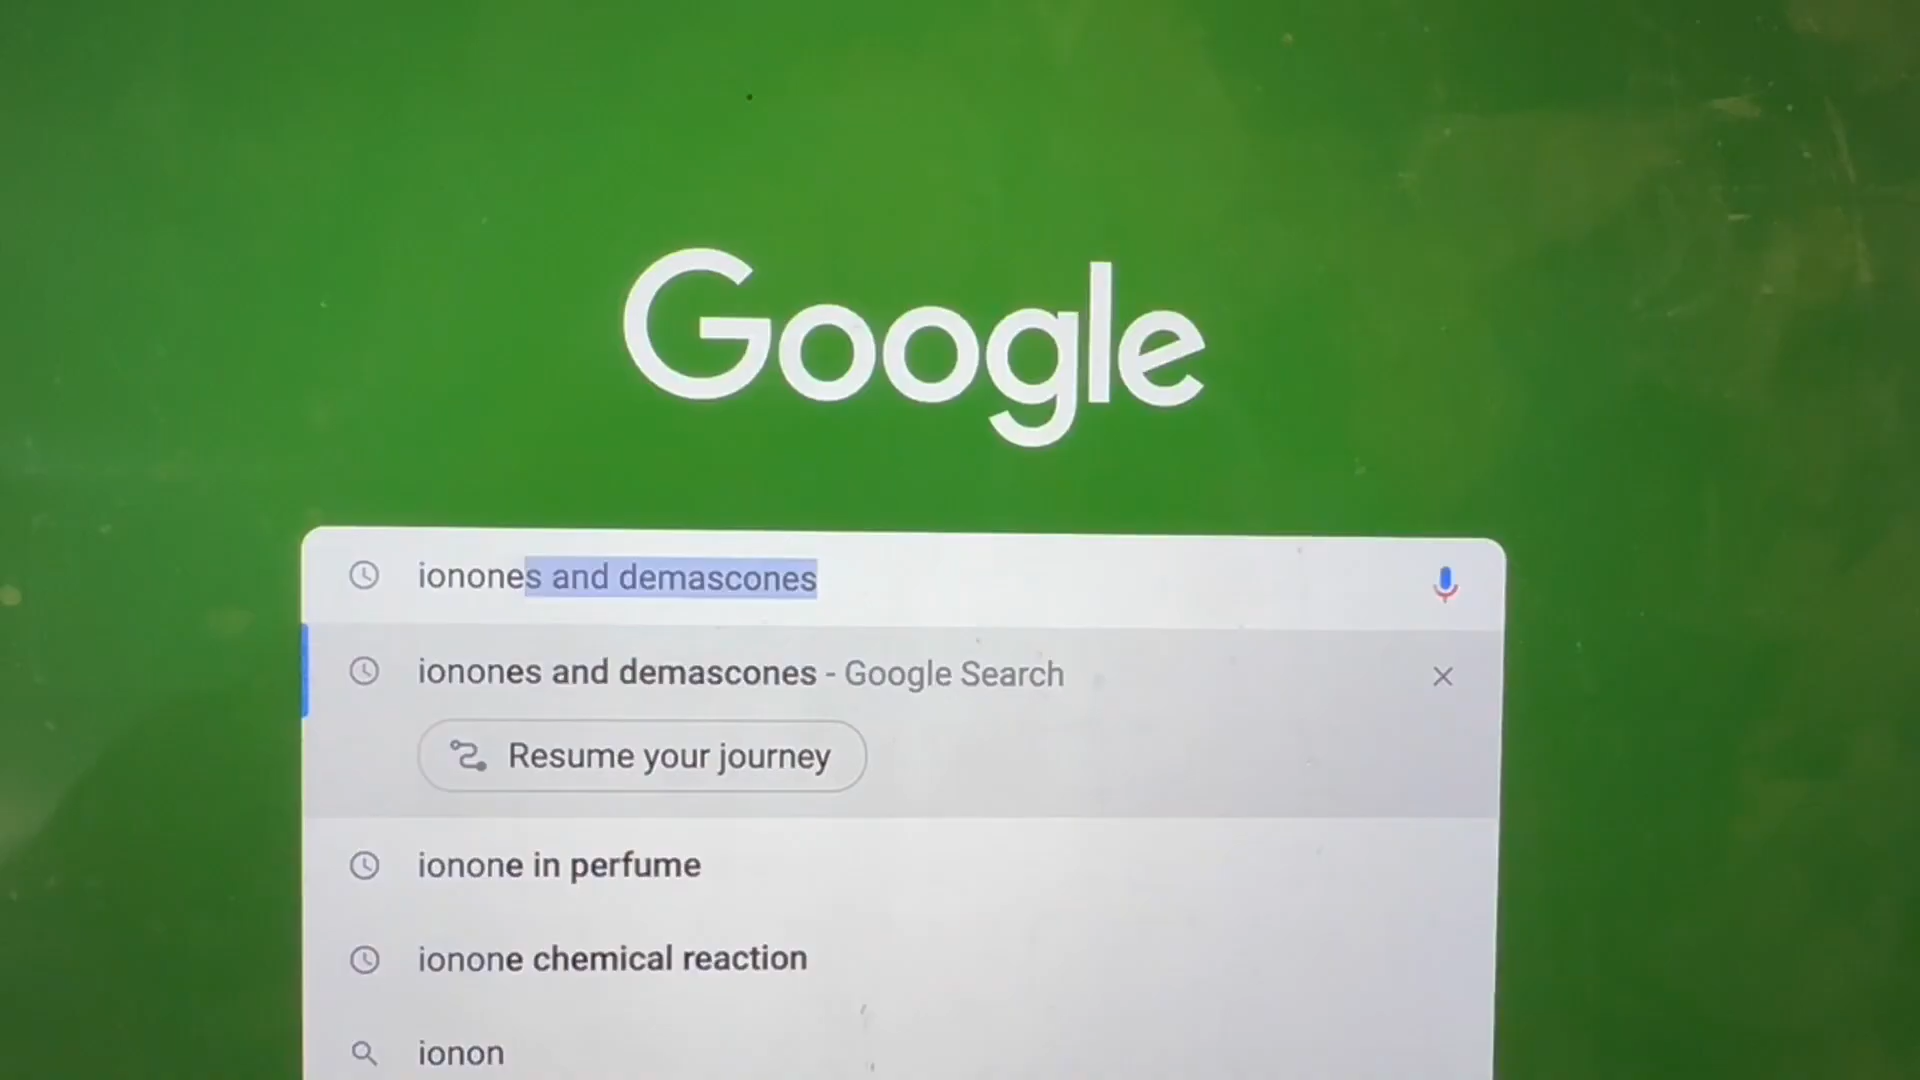 Google
ionones and demascones
ionones and demascones - Google Search
Resume your journey
ionone in perfume
ionone chemical reaction
ionon